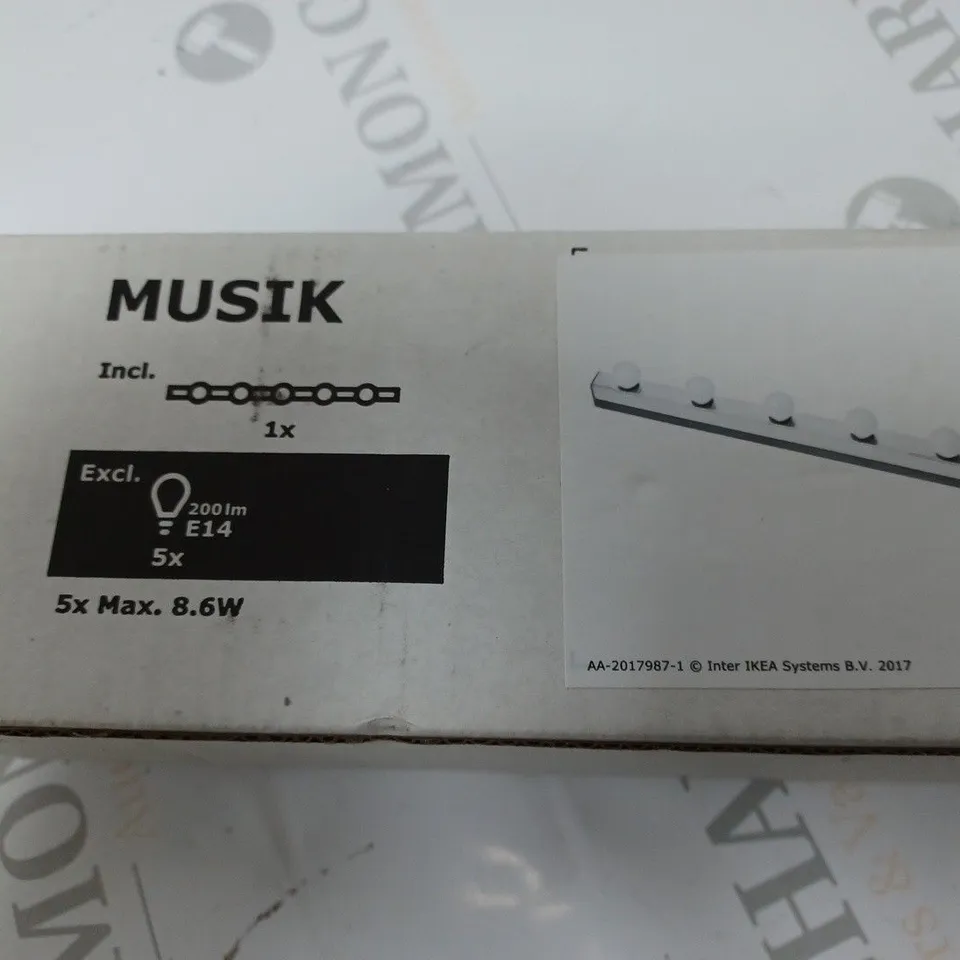 MUSIK
Incl.
1x
Excl.
200lm
E14
5x
5x Max. 8.6W
AA-2017987-1 © Inter IKEA Systems B.V. 2017